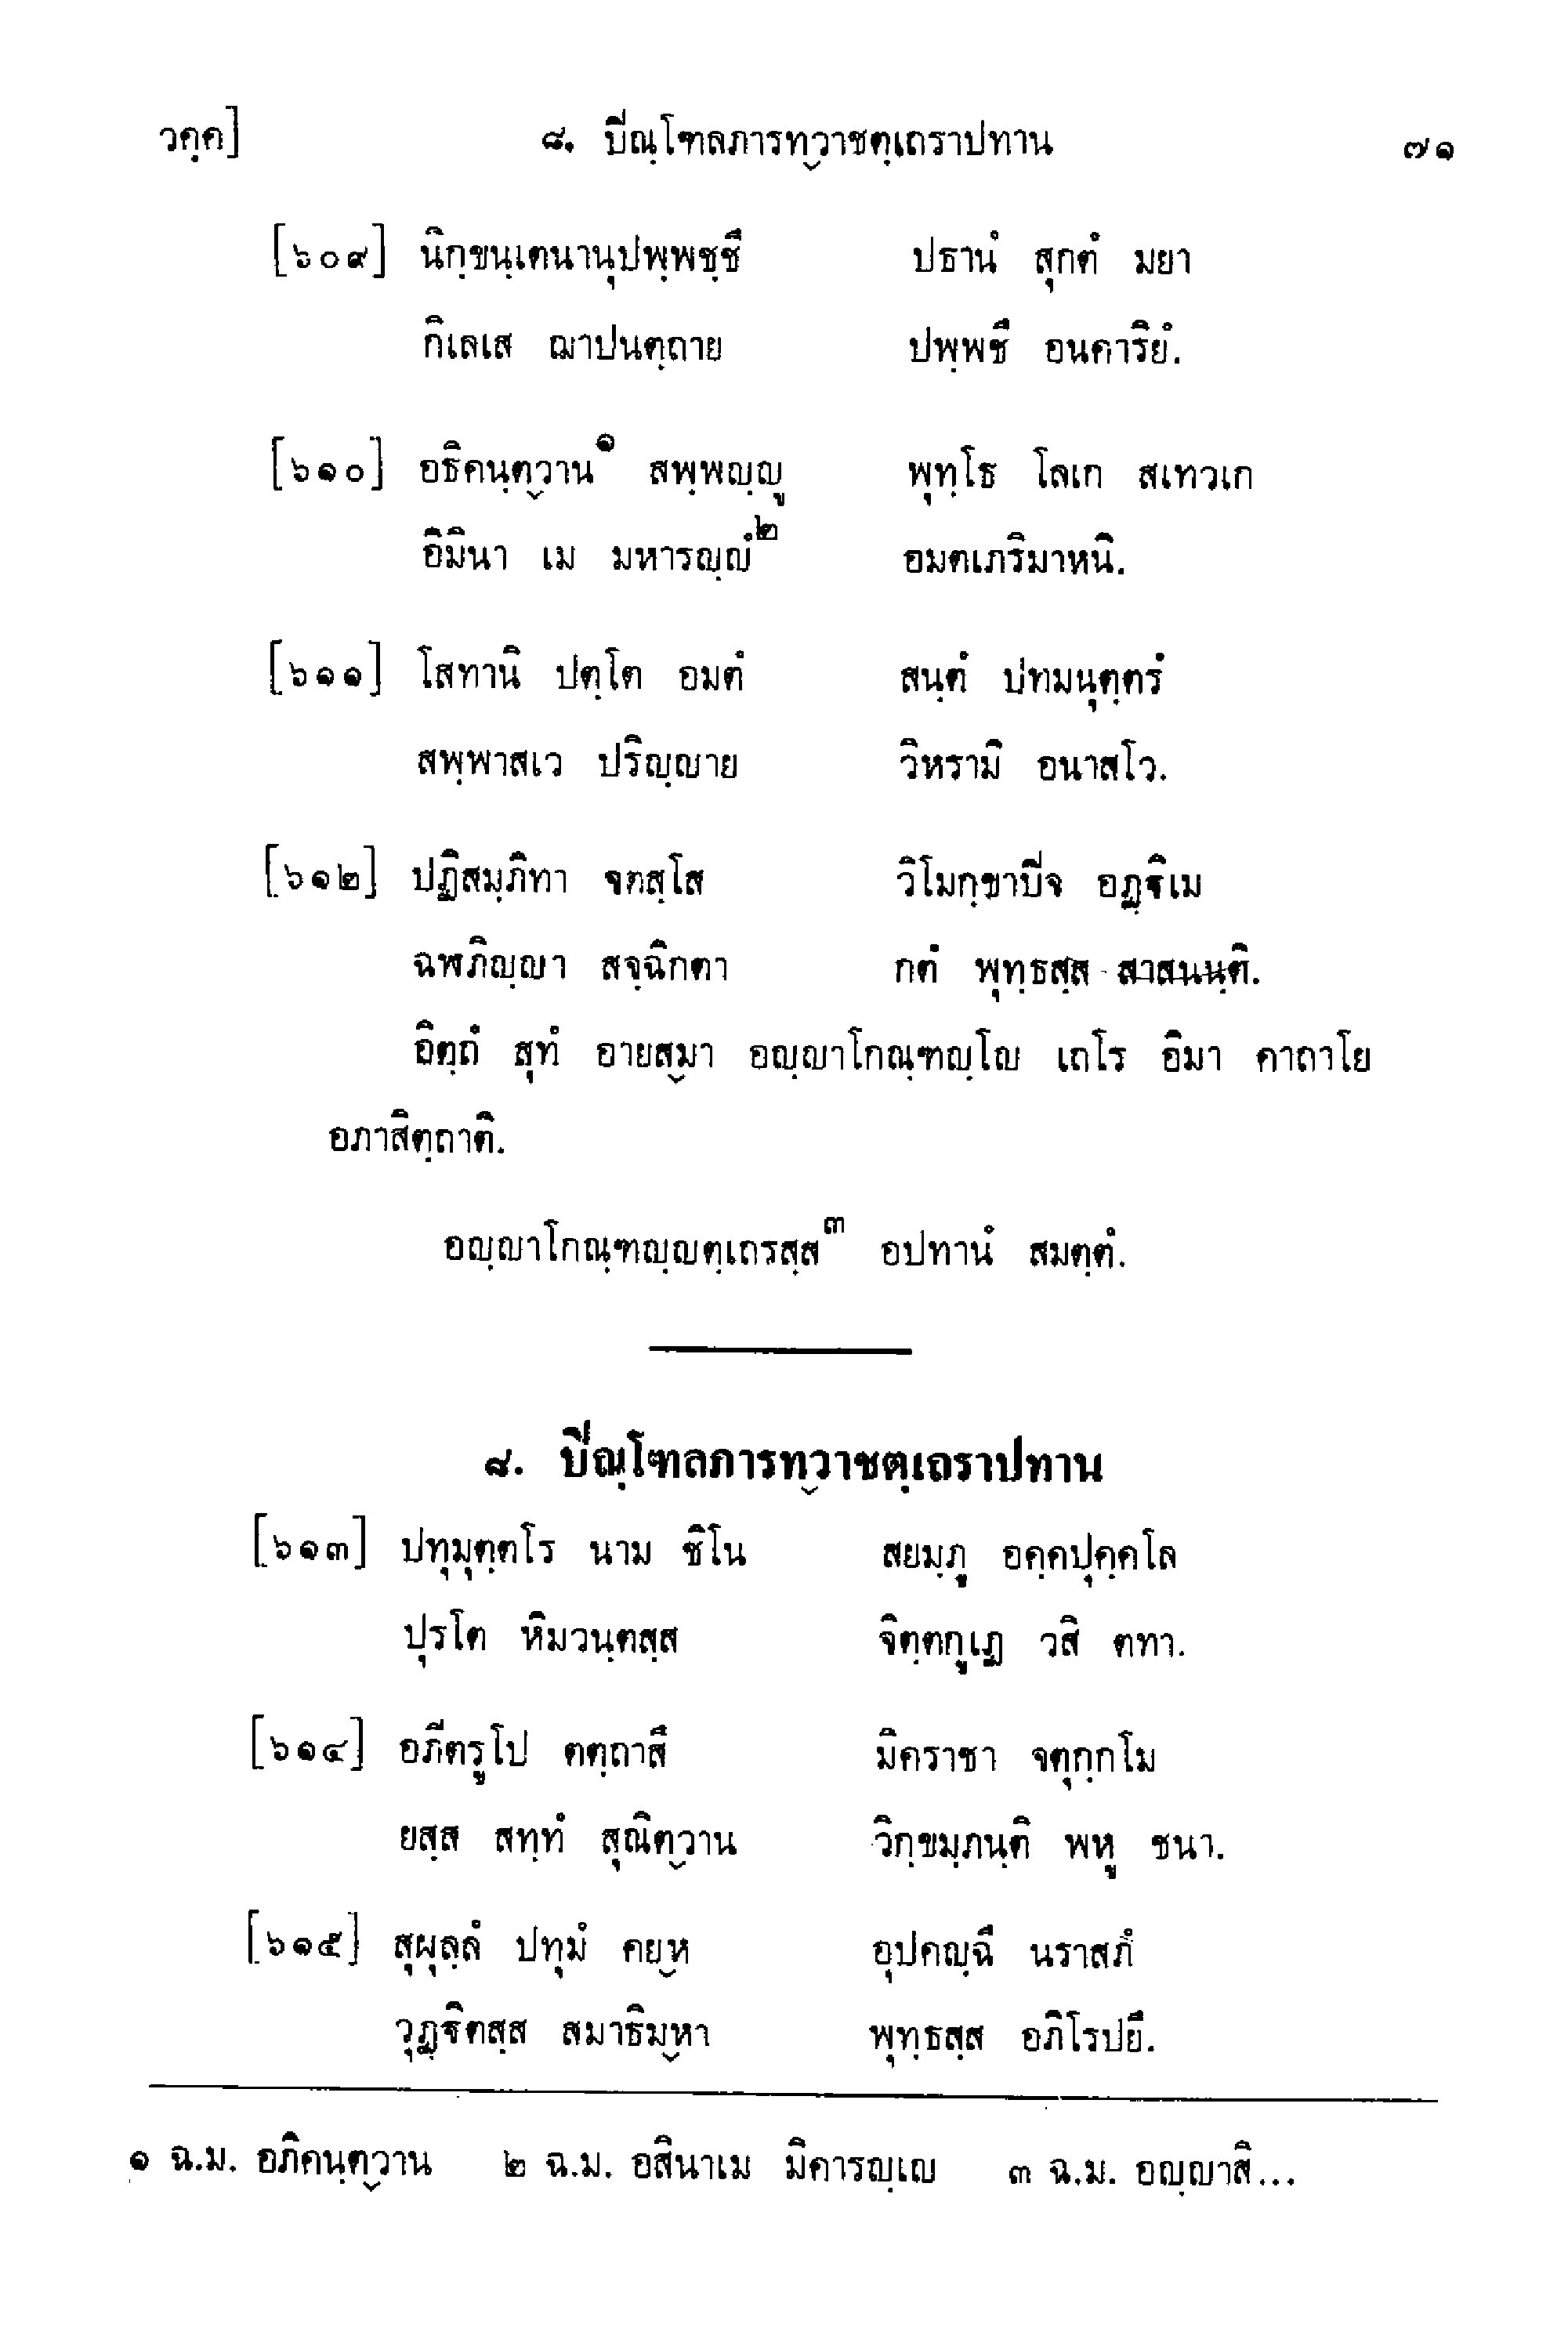 วคฺค] ๘. ปิณฺโฑลภารทฺวาชตฺเถราปทาน ๗๑
[๖๐๙] นิกฺขนฺเตนานุปพฺพชฺชึ ปธานํ สุกตํ มยา
กิเลเส ฌาปนตฺถาย ปพฺพชึ อนคาริยํ.
[๖๑๐] อธิคนฺตฺวาน๑ สพฺพญฺญู พุทฺโธ โลเก สเทวเก
อิมินา เม มหารญฺญํ๒ อมตเภริมาหนิ.
[๖๑๑] โสทานิ ปตฺโต อมตํ สนฺตํ ปทมนุตฺตรํ
สพฺพาสเว ปริญฺญาย วิหรามิ อนาสโว.
[๖๑๒] ปฏิสมฺภิทา จตสฺโส วิโมกฺขาปิจ อฏฺฐิเม
ฉฬภิญฺญา สจฺฉิกตา กตํ พุทฺธสฺส สาสนนฺติ.
อิตฺถํ สุทํ อายสฺมา อญฺญาโกณฺฑญฺโญ เถโร อิมา คาถาโย
อภาสิตฺถาติ.
อญฺญาโกณฺฑญฺญตฺเถรสฺส๓ อปทานํ สมตฺตํ.
๘. ปิณฺโฑลภารทฺวาชตฺเถราปทาน
[๖๑๓] ปทุมุตฺตโร นาม ชิโน สยมฺภู อคฺคปุคฺคโล
ปุรโต หิมวนฺตสฺส จิตฺตกูเฏ วสิ ตทา.
[๖๑๔] อภีตรูโป ตตฺถาสึ มิคราชา จตุกฺกโม
ยสฺส สทฺทํ สุณิตฺวาน วิกฺขมฺภนฺติ พหู ชนา.
[๖๑๕] สุผุลฺลํ ปทุมํ คยฺห อุปคญฺฉึ นราสภํ
วุฏฺฐิตสฺส สมาธิมฺหา พุทฺธสฺส อภิโรปยึ.
๑ ฉ.ม. อภิคนฺตฺวาน ๒ ฉ.ม. อสินาเม มิคารญฺเญ ๓ ฉ.ม. อญฺญาสิ...